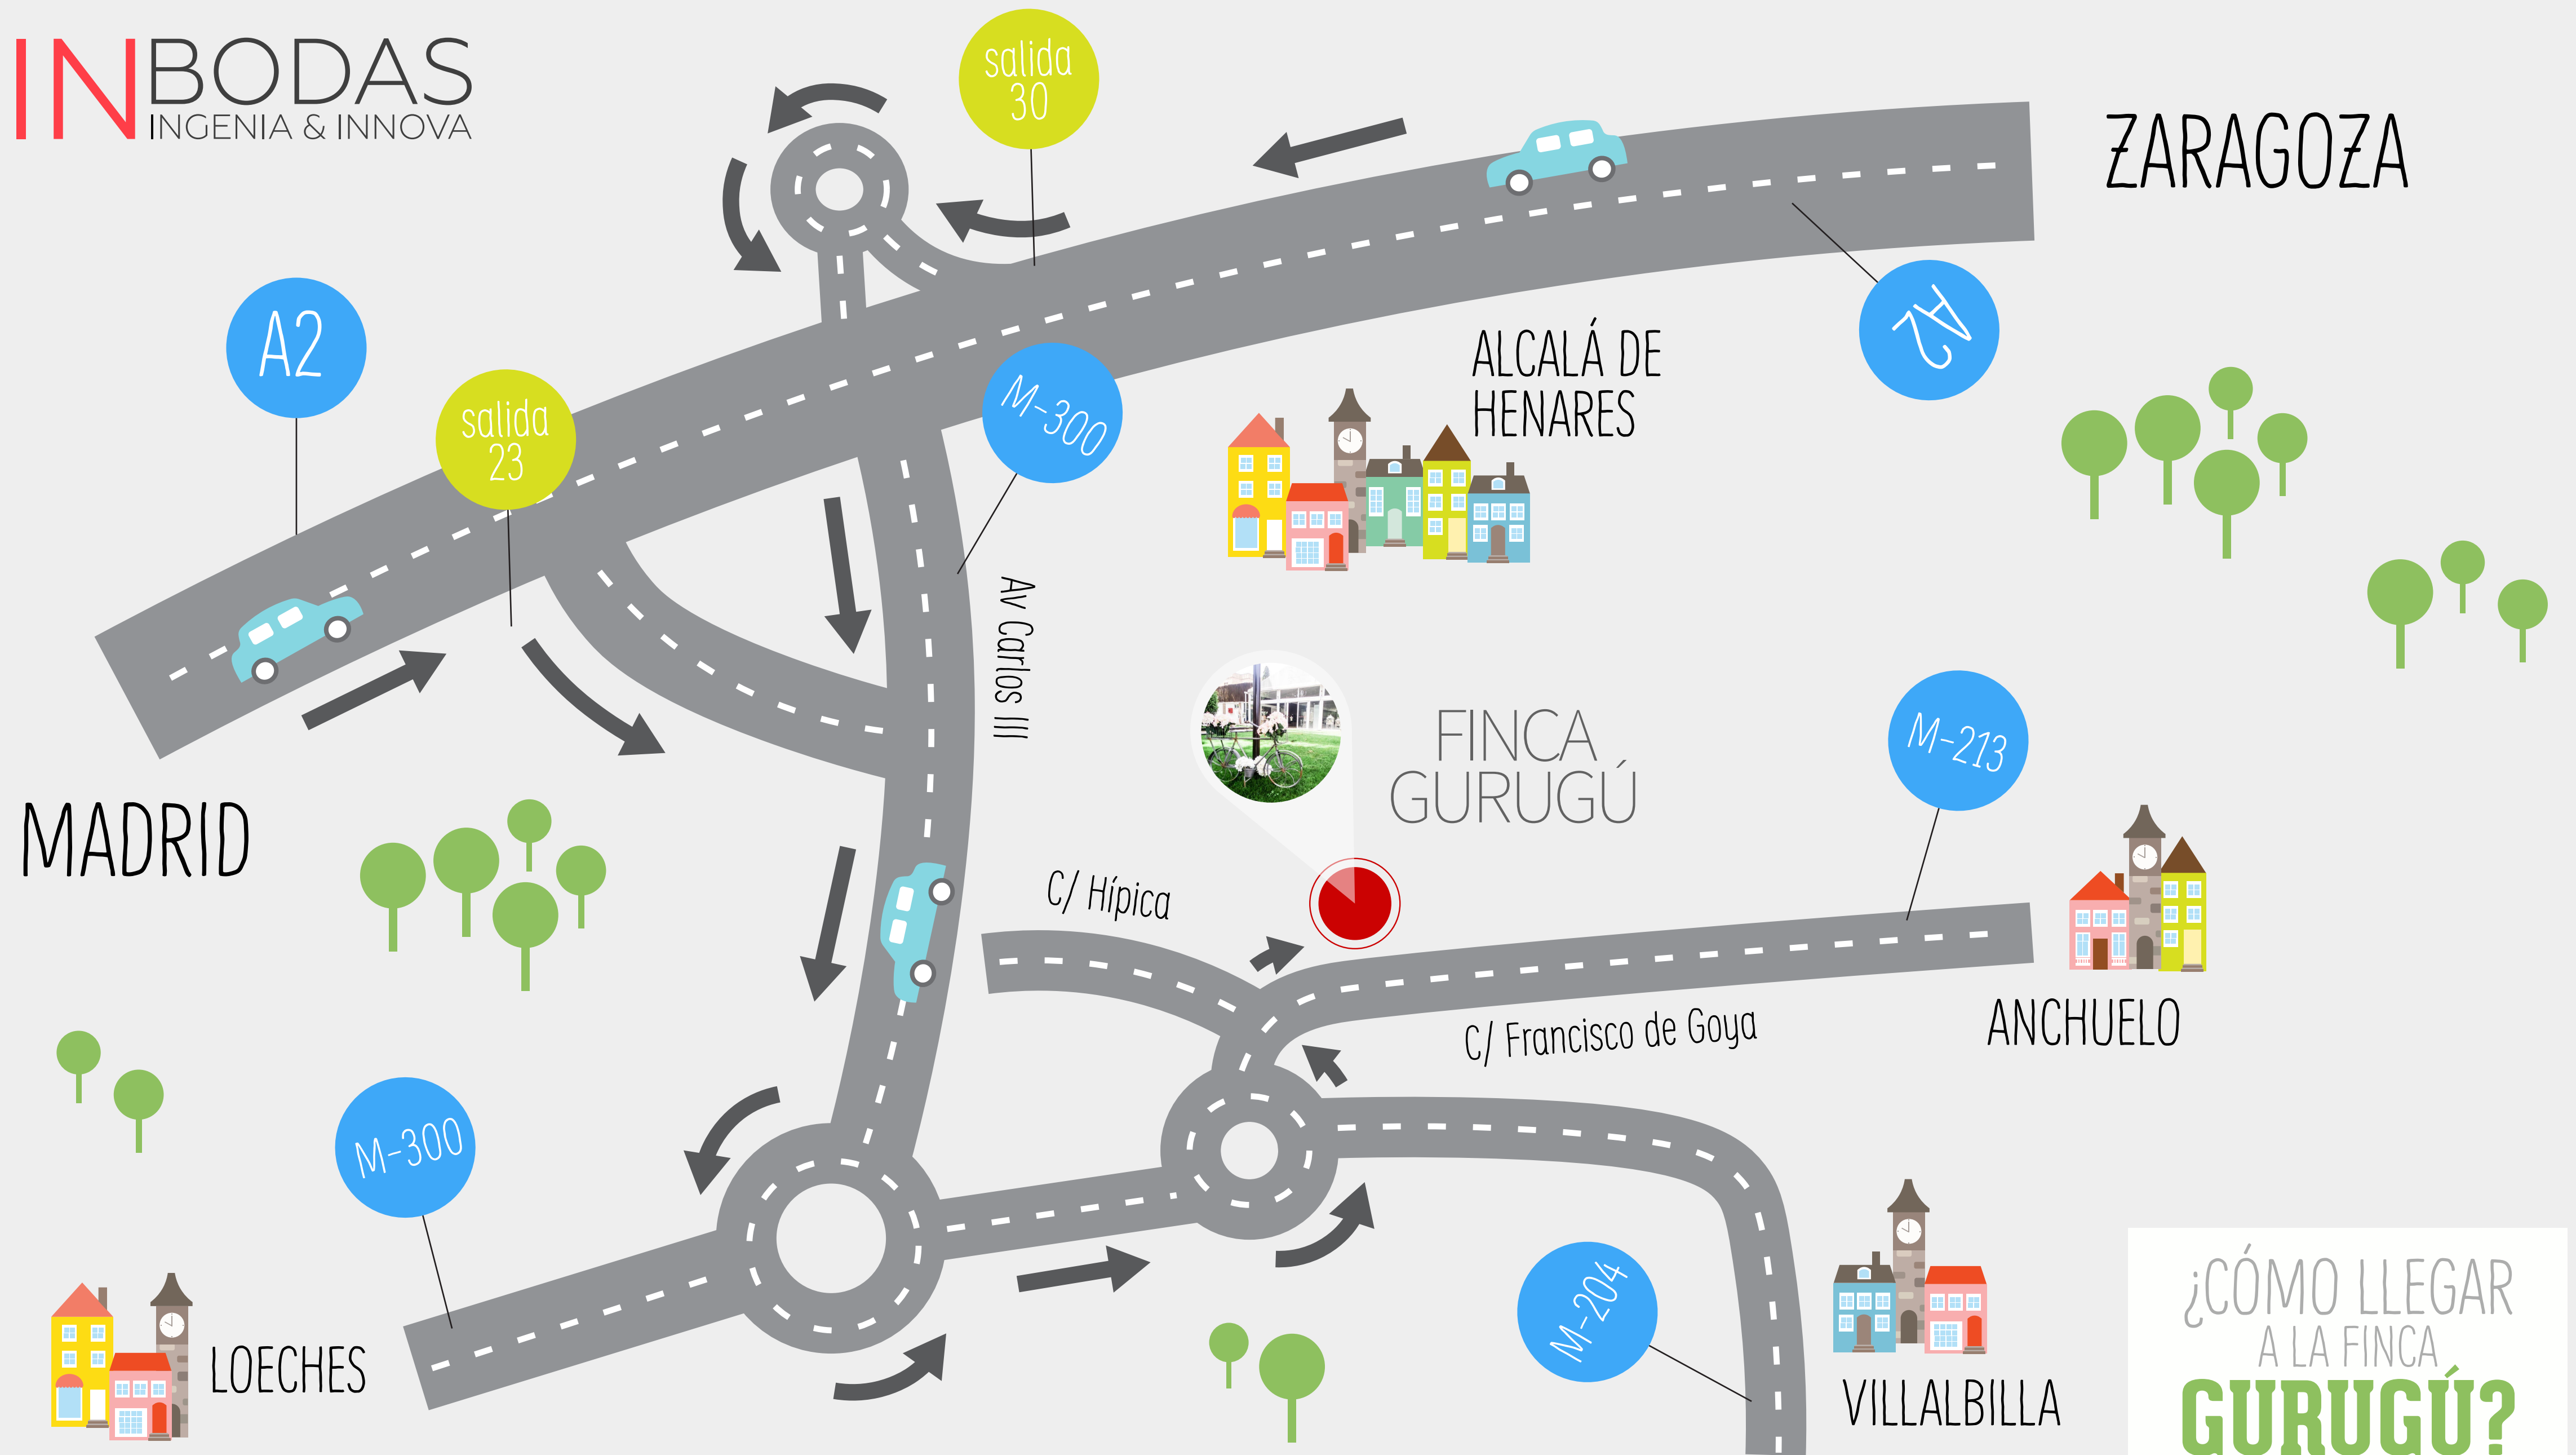 INBODAS
INGENIA & INNOVA
salida
30
ZARAGOZA
A2
A2
salida
23
M-300
ALCALÁ DE
HENARES
Av Carlos III
FINCA
GURUGÚ
M-213
MADRID
C/ Hípica
C/ Francisco de Goya
ANCHUELO
M-300
M-204
LOECHES
VILLALBILLA
¿CÓMO LLEGAR
A LA FINCA
GURUGÚ?